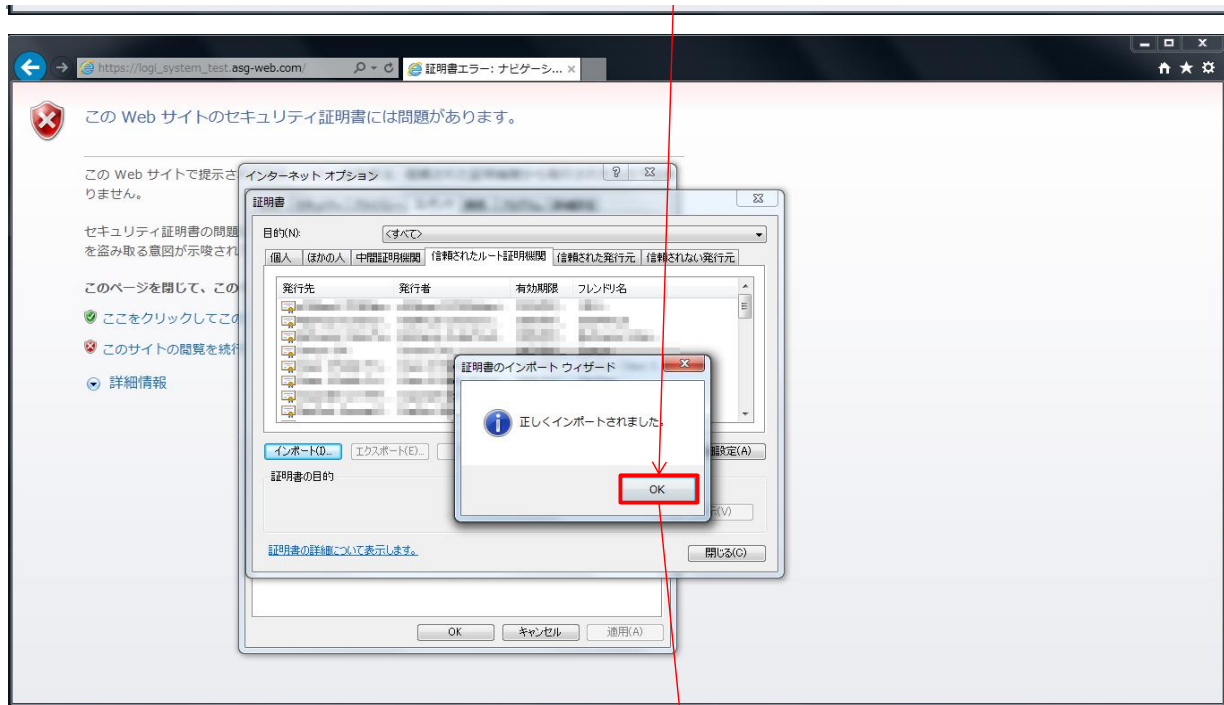 https://logi_system_test.asg-web.com/
証明書エラー: ナビゲーシ...
この Web サイトのセキュリティ証明書には問題があります。
この Web サイトで提示さ
りません。
セキュリティ証明書の問題
を盗み取る意図が示唆され
このページを閉じて、この
ここをクリックしてこの
このサイトの閲覧を続行
詳細情報
インターネット オプション
証明書
目的(N):
<すべて>
個人
ほかの人
中間証明機関
信頼されたルート証明機関
信頼された発行元
信頼されない発行元
発行先
発行者
有効期限
フレンドリ名
証明書のインポート ウィザード
正しくインポートされました。
OK
インポート(I)...
エクスポート(E)...
細設定(A)
証明書の目的
(V)
証明書の詳細について表示します。
閉じる(C)
OK
キャンセル
適用(A)